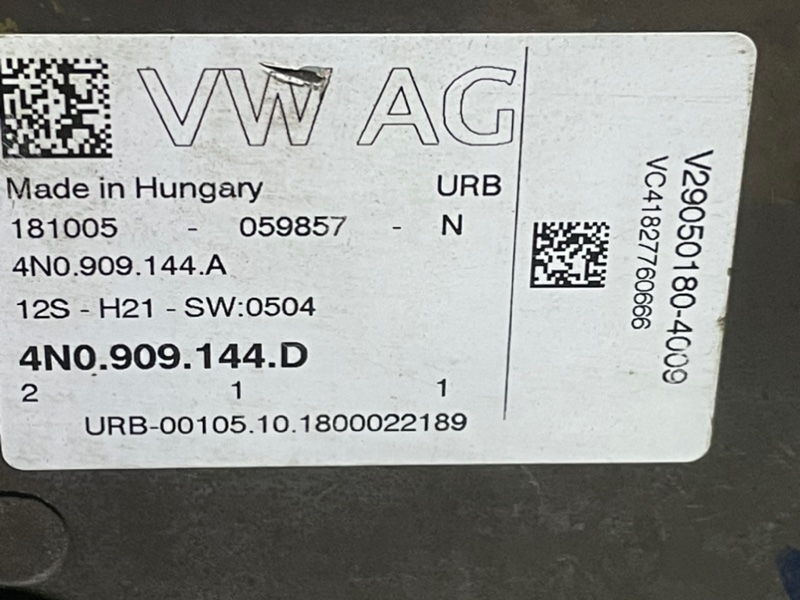 VW AG
Made in Hungary URB
181005 - 059857 - N
4N0.909.144.A
12S - H21 - SW:0504
4N0.909.144.D
2 1 1
URB-00105.10.1800022189
V29050180-4009
VC41827760666